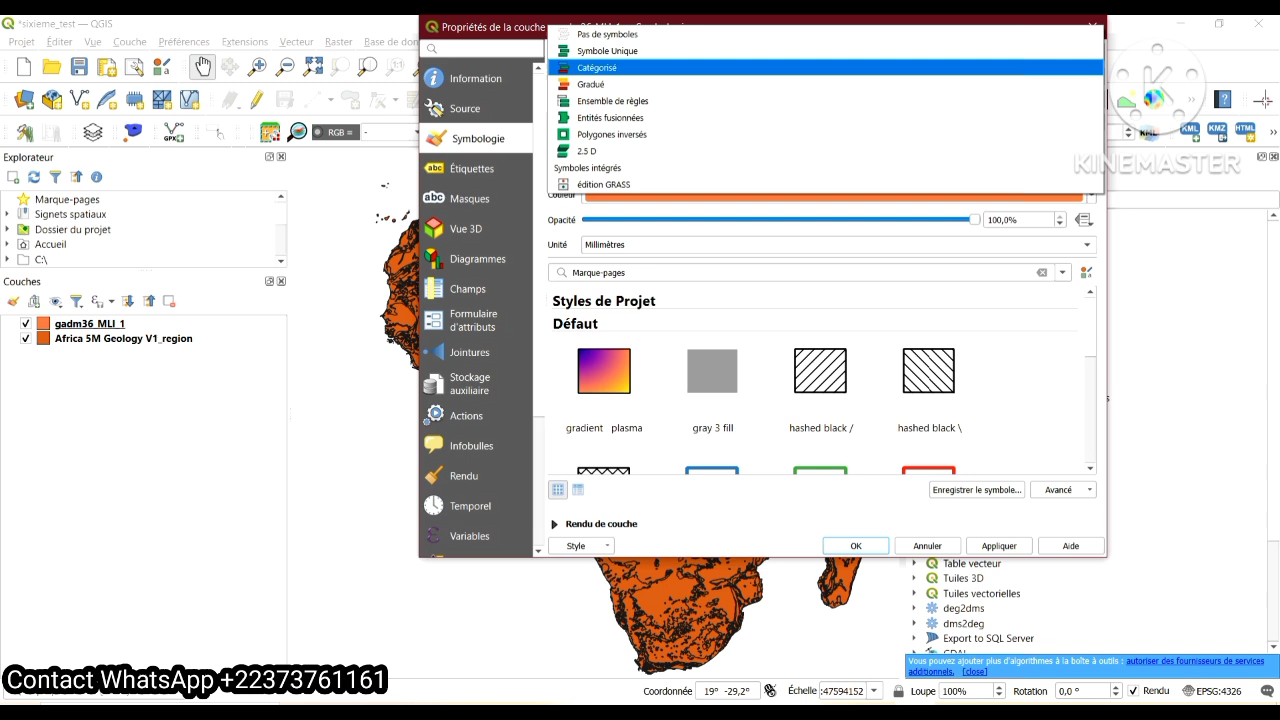 *sixieme_test — QGIS
Projet Éditer Vue Couche Préférences Extensions Vecteur Raster Base de don
RGB = -
Explorateur
Marque-pages
Signets spatiaux
Dossier du projet
Accueil
C:\
Couches
gadm36_MLI_1
Africa 5M Geology V1_region
Propriétés de la couche
Information
Source
Symbologie
Étiquettes
Masques
Vue 3D
Diagrammes
Champs
Formulaire
d'attributs
Jointures
Stockage
auxiliaire
Actions
Infobulles
Rendu
Temporel
Variables
Pas de symboles
Symbole Unique
Catégorisé
Gradué
Ensemble de règles
Entités fusionnées
Polygones inversés
2.5 D
Symboles intégrés
édition GRASS
Couleur
Opacité 100,0%
Unité Millimètres
Marque-pages
Styles de Projet
Défaut
gradient plasma
gray 3 fill
hashed black /
hashed black \
Enregistrer le symbole...
Avancé
Rendu de couche
Style
OK
Annuler
Appliquer
Aide
KINEMASTER
KML KMZ HTML
Table vecteur
Tuiles 3D
Tuiles vectorielles
deg2dms
dms2deg
Export to SQL Server
GDAL
Vous pouvez ajouter plus d'algorithmes à la boîte à outils : autoriser des fournisseurs de services
additionnels. [close]
Contact WhatsApp +22373761161
Coordonnée 19° -29,2° Échelle :47594152 Loupe 100% Rotation 0,0 ° Rendu EPSG:4326